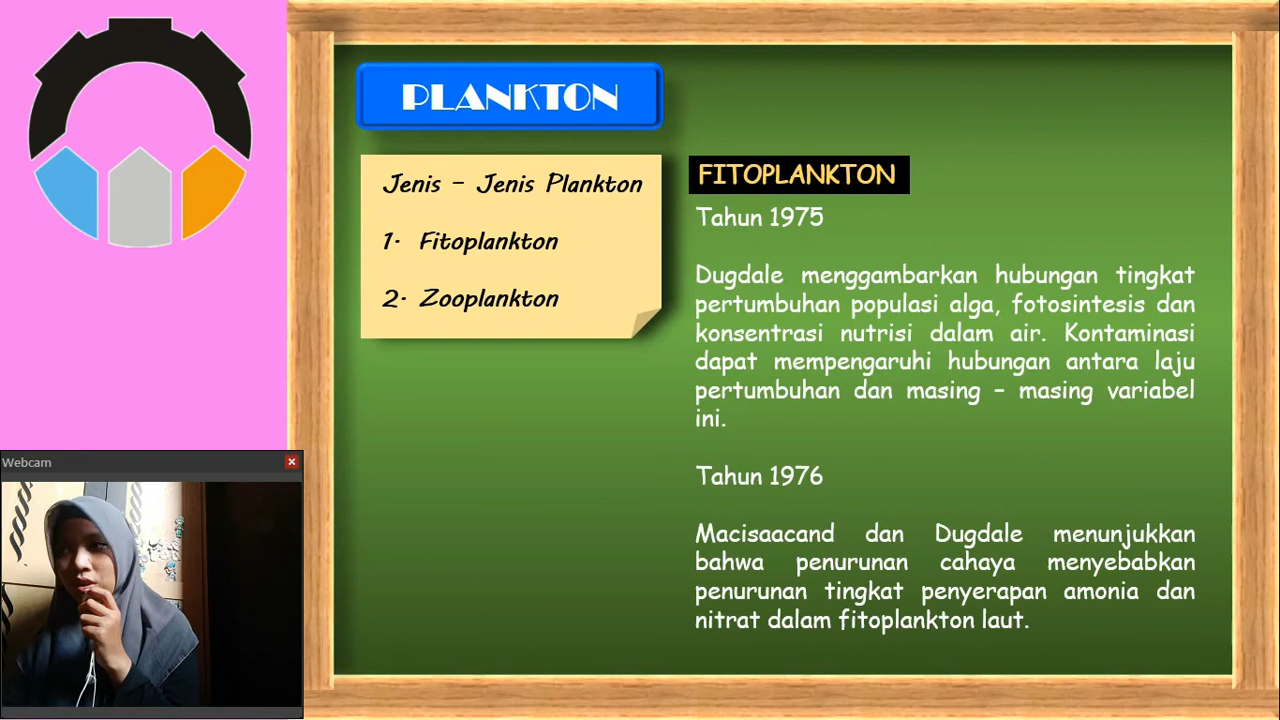 PLANKTON
Jenis – Jenis Plankton
1. Fitoplankton
2. Zooplankton
FITOPLANKTON
Tahun 1975
Dugdale menggambarkan hubungan tingkat
pertumbuhan populasi alga, fotosintesis dan
konsentrasi nutrisi dalam air. Kontaminasi
dapat mempengaruhi hubungan antara laju
pertumbuhan dan masing – masing variabel
ini.
Tahun 1976
Macisaacand dan Dugdale menunjukkan
bahwa penurunan cahaya menyebabkan
penurunan tingkat penyerapan amonia dan
nitrat dalam fitoplankton laut.
Webcam